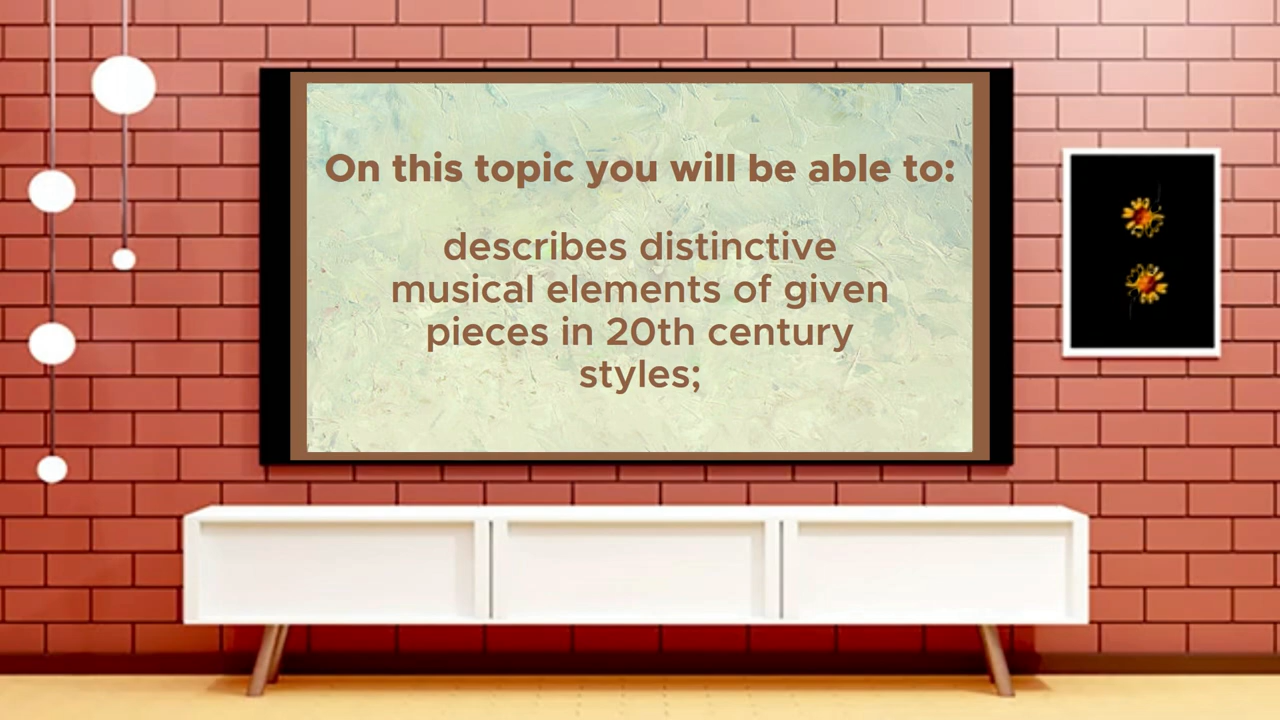 On this topic you will be able to:
describes distinctive
musical elements of given
pieces in 20th century
styles;